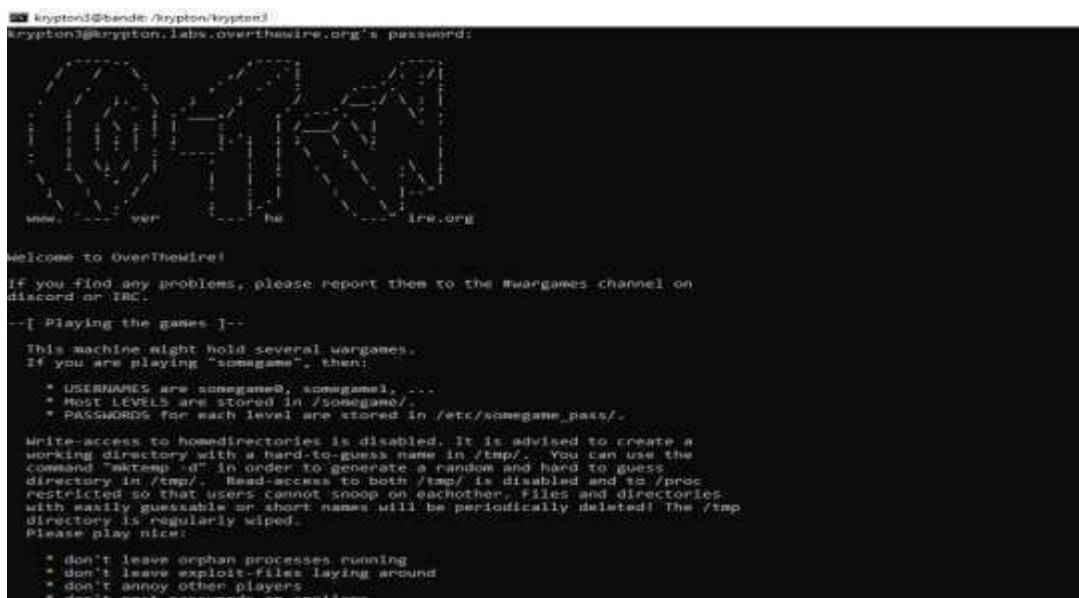 krypton3@bandit: /krypton/krypton3
krypton3@krypton.labs.overthewire.org's password:
www. ver he ire.org
Welcome to OverTheWire!
If you find any problems, please report them to the #wargames channel on
discord or IRC.
--[ Playing the games ]--
This machine might hold several wargames.
If you are playing "somegame", then:
* USERNAMES are somegame0, somegame1, ...
* Most LEVELS are stored in /somegame/.
* PASSWORDS for each level are stored in /etc/somegame_pass/.
Write-access to homedirectories is disabled. It is advised to create a
working directory with a hard-to-guess name in /tmp/. You can use the
command "mktemp -d" in order to generate a random and hard to guess
directory in /tmp/. Read-access to both /tmp/ is disabled and to /proc
restricted so that users cannot snoop on eachother. Files and directories
with easily guessable or short names will be periodically deleted! The /tmp
directory is regularly wiped.
Please play nice:
* don't leave orphan processes running
* don't leave exploit-files laying around
* don't annoy other players